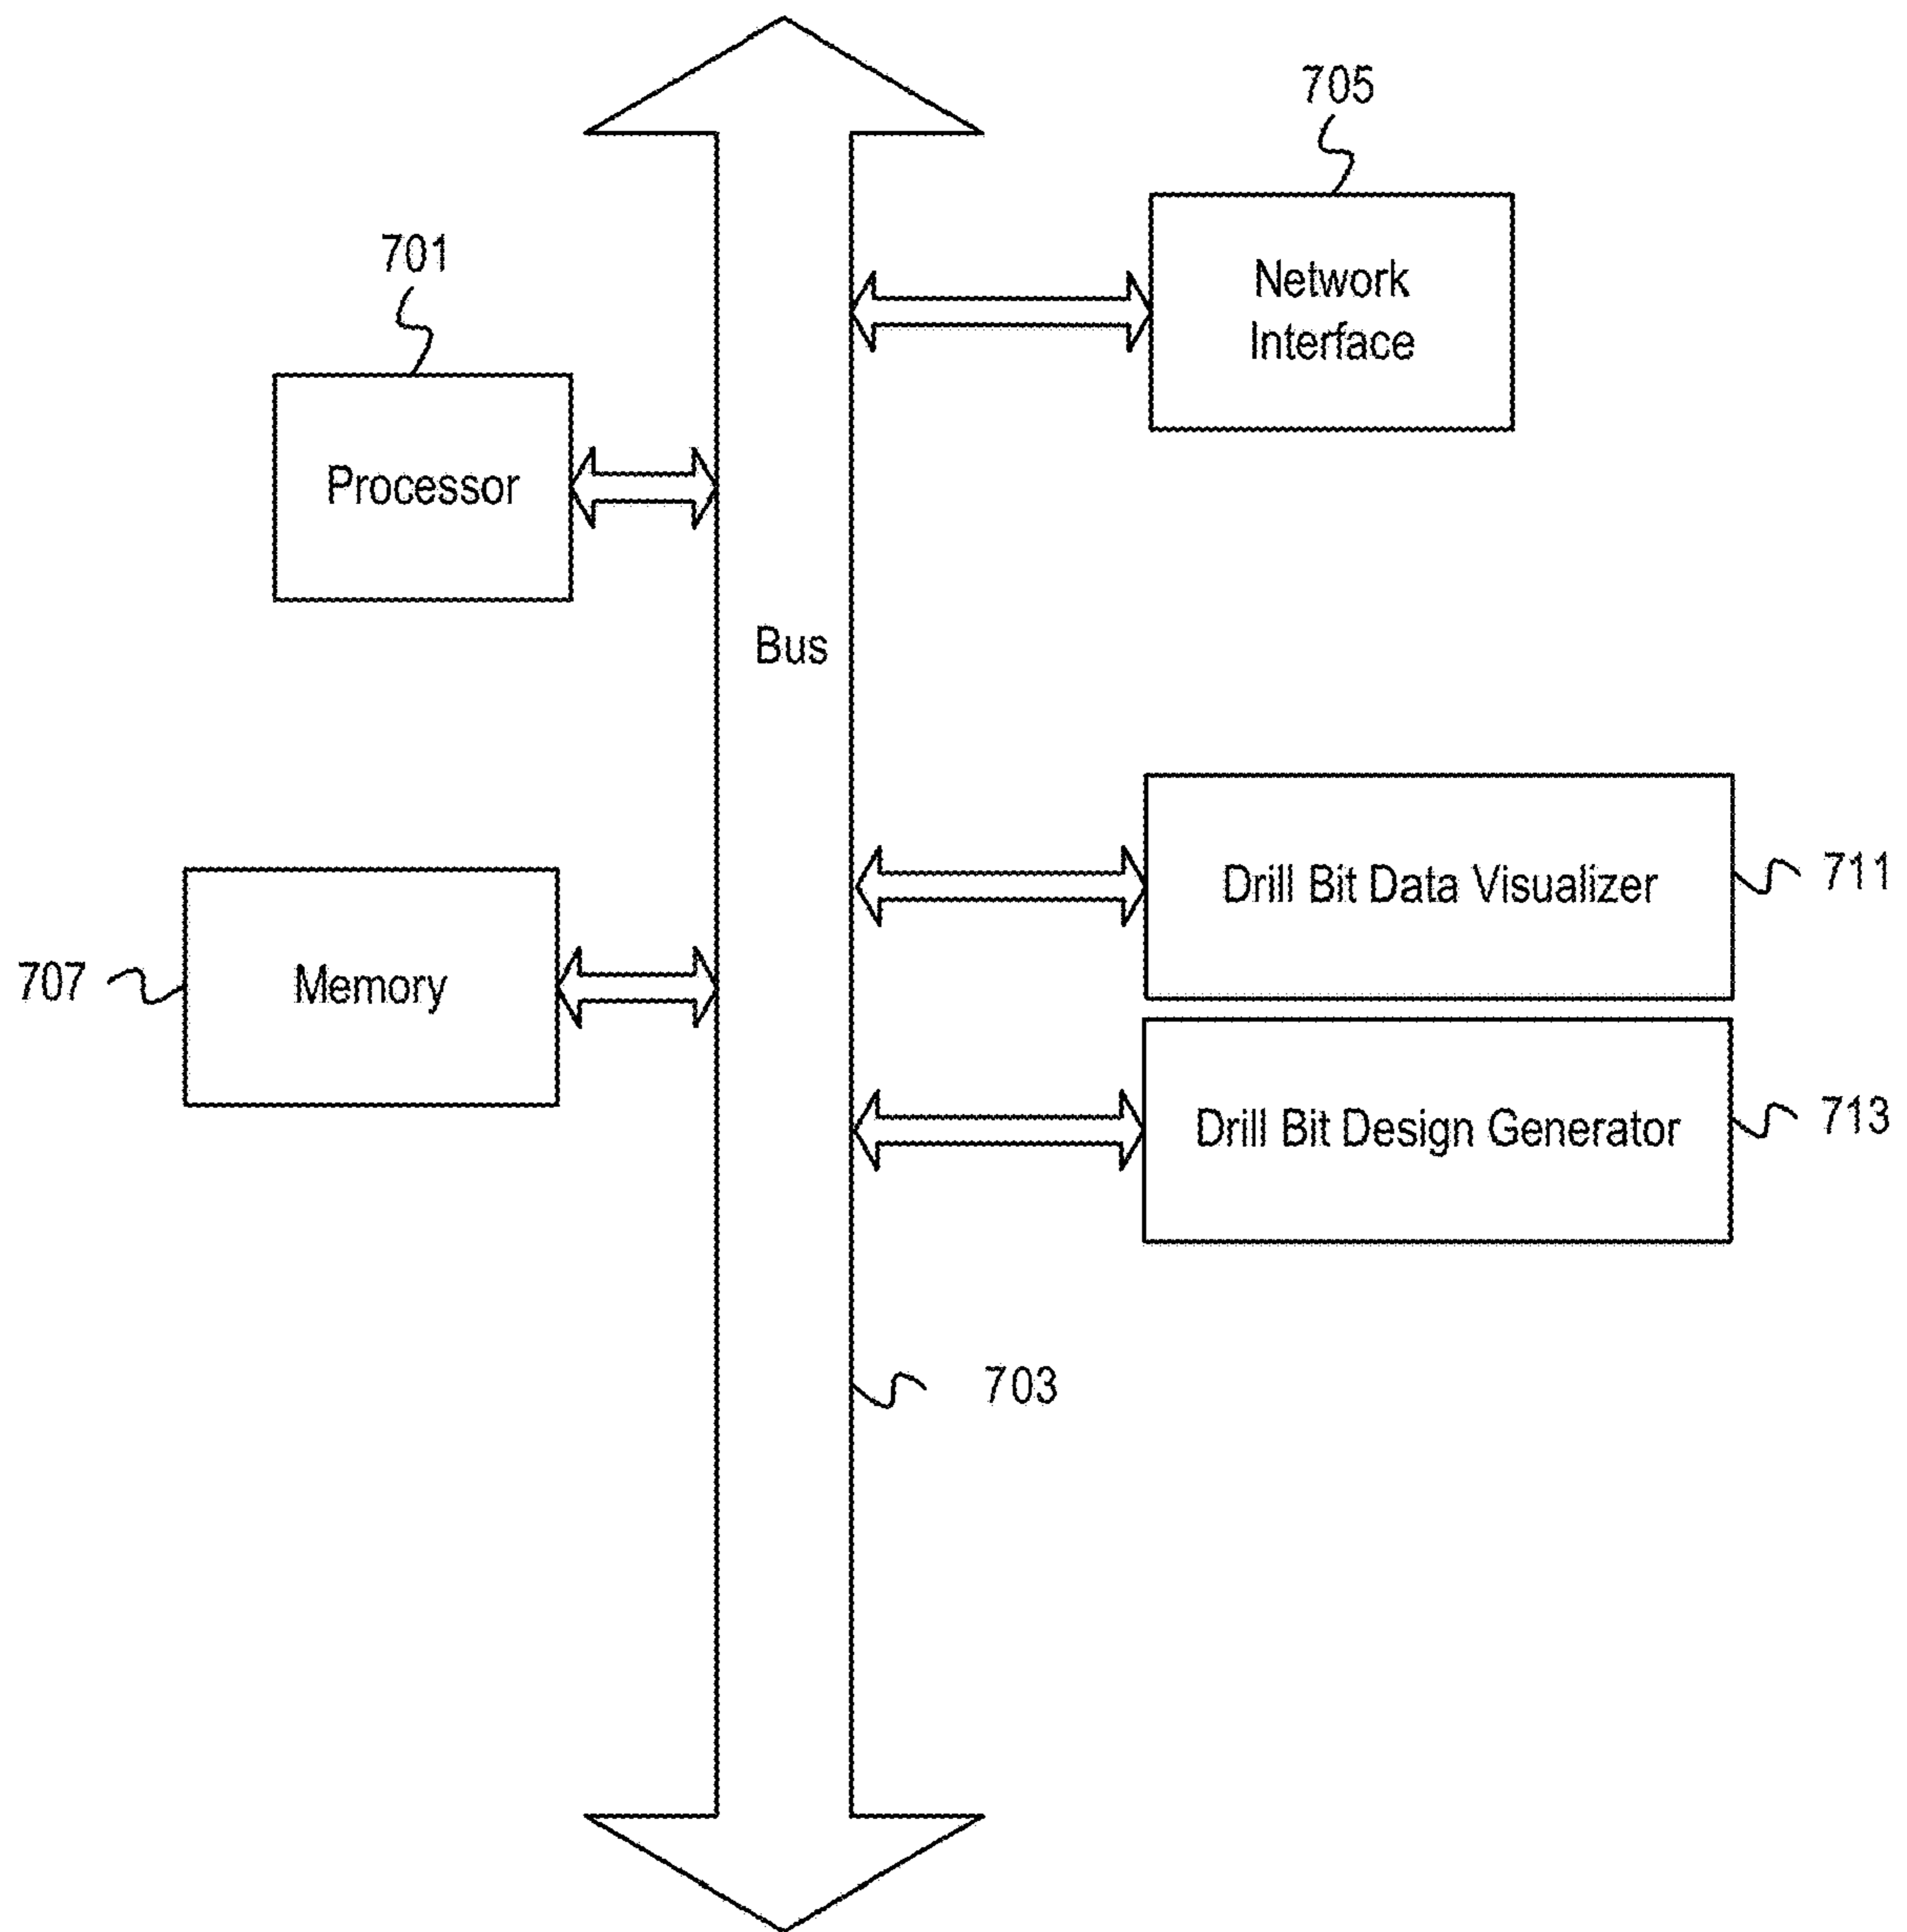 705
Network
Interface
701
Processor
Bus
Drill Bit Data Visualizer
711
707
Memory
Drill Bit Design Generator
713
703